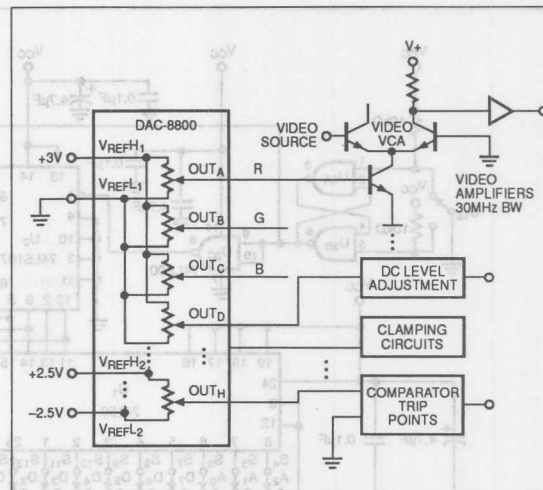 V+
DAC-8800
VREFH1
+3V
VREFL1
OUTA
R
OUTB
G
OUTC
B
OUTD
VREFH2
+2.5V
OUTH
–2.5V
VREFL2
VIDEO
SOURCE
VIDEO
VCA
VIDEO
AMPLIFIERS
30MHz BW
DC LEVEL
ADJUSTMENT
CLAMPING
CIRCUITS
COMPARATOR
TRIP
POINTS